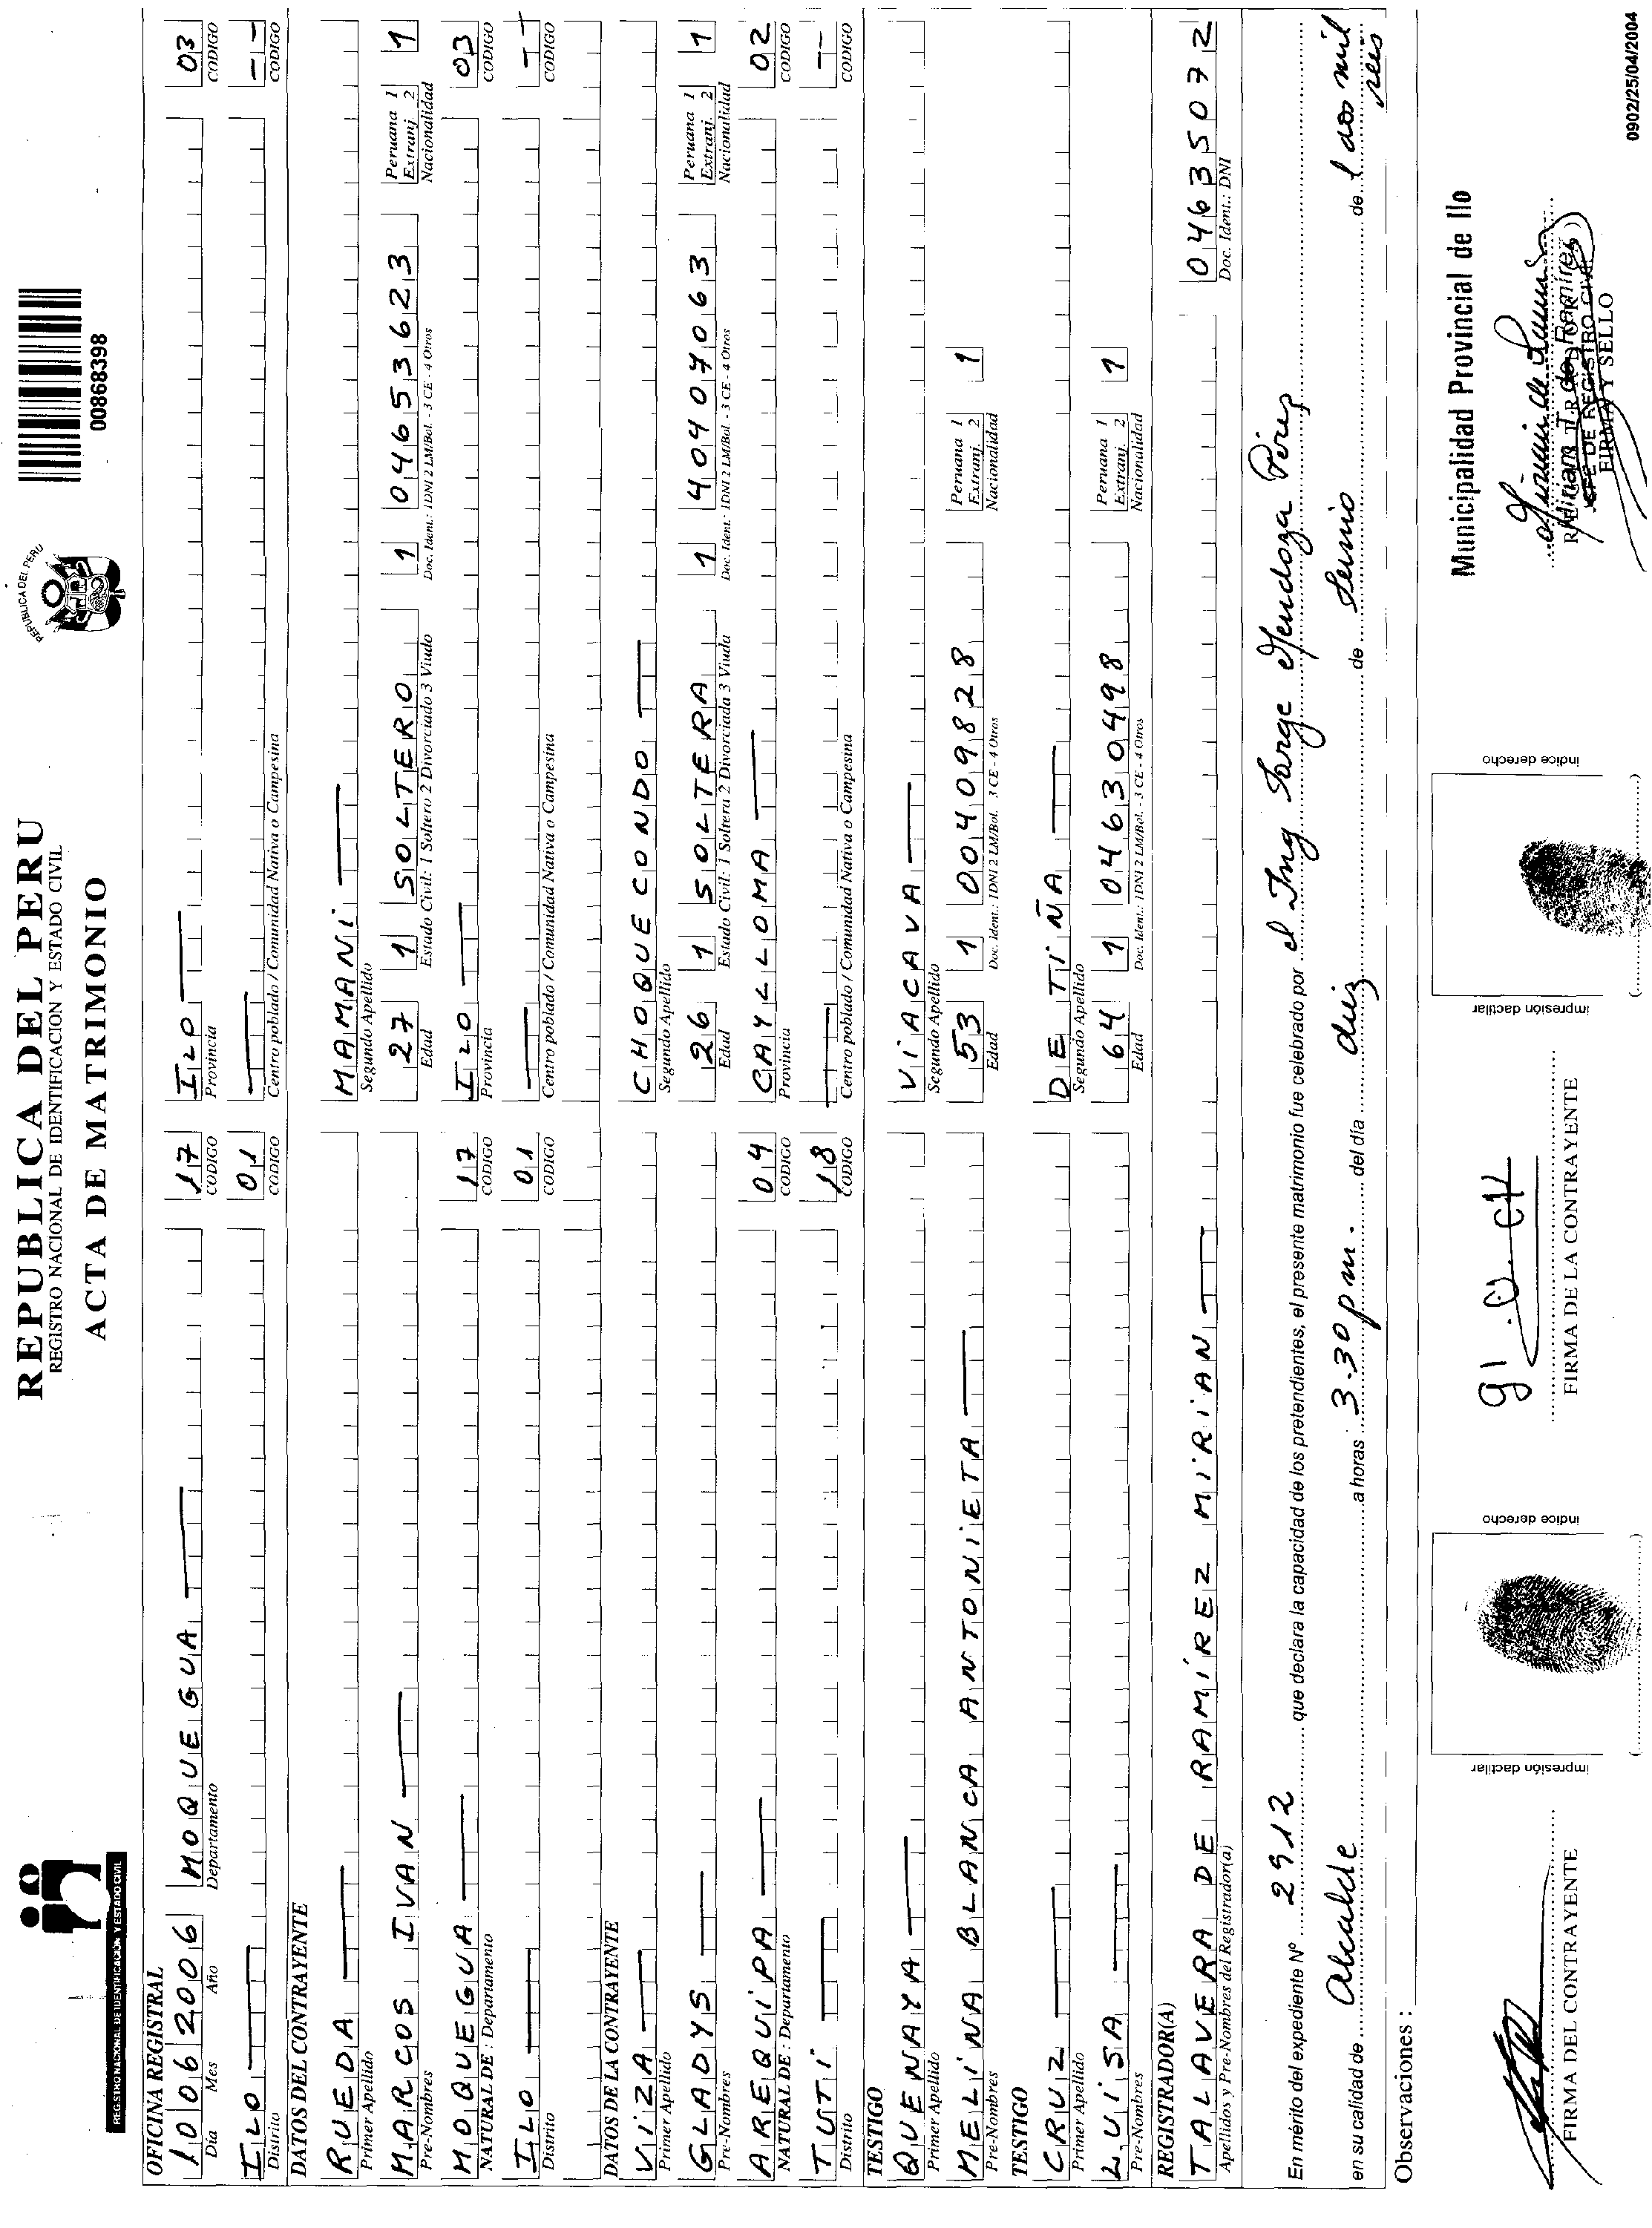 REPUBLICA DEL PERU
REGISTRO NACIONAL DE IDENTIFICACION Y ESTADO CIVIL
ACTA DE MATRIMONIO
REGISTRO NACIONAL DE IDENTIFICACION Y ESTADO CIVIL
REPUBLICA DEL PERU
00868398
OFICINA REGISTRAL
10 06 2006 MOQUEGUA 17 ILO 03
Día Mes Año Departamento CODIGO Provincia CODIGO
ILO 01 --
Distrito CODIGO Centro poblado / Comunidad Nativa o Campesina CODIGO
DATOS DEL CONTRAYENTE
RUEDA MAMANI
Primer Apellido Segundo Apellido
MARCOS IVAN 27 1 SOLTERO 1 04653623 Peruana 1 Extranj. 2 1
Pre-Nombres Edad Estado Civil: 1 Soltero 2 Divorciado 3 Viudo Doc. Ident.: 1DNI 2 LM/Bol. - 3 CE - 4 Otros Nacionalidad
MOQUEGUA 17 ILO 03
NATURAL DE : Departamento CODIGO Provincia CODIGO
ILO 01 --
Distrito CODIGO Centro poblado / Comunidad Nativa o Campesina CODIGO
DATOS DE LA CONTRAYENTE
VIZA CHOQUECONDO
Primer Apellido Segundo Apellido
GLADYS 26 1 SOLTERA 1 40407063 Peruana 1 Extranj. 2 1
Pre-Nombres Edad Estado Civil: 1 Soltera 2 Divorciada 3 Viuda Doc. Ident.: 1DNI 2 LM/Bol. - 3 CE - 4 Otros Nacionalidad
AREQUIPA 04 CAYLLOMA 02
NATURAL DE : Departamento CODIGO Provincia CODIGO
TUTI 18 --
Distrito CODIGO Centro poblado / Comunidad Nativa o Campesina CODIGO
TESTIGO
QUENAYA VIACAVA
Primer Apellido Segundo Apellido
MELINA BLANCA ANTONIETA 53 1 00409828 Peruana 1 Extranj. 2 1
Pre-Nombres Edad Doc. Ident.: 1DNI 2 LM/Bol. 3 CE - 4 Otros Nacionalidad
TESTIGO
CRUZ DE TIÑA
Primer Apellido Segundo Apellido
LUISA 64 1 04630498 Peruana 1 Extranj. 2 1
Pre-Nombres Edad Doc. Ident.: 1DNI 2 LM/Bol. - 3 CE - 4 Otros Nacionalidad
REGISTRADOR(A)
TALAVERA DE RAMIREZ MIRIAN 04635072
Apellidos y Pre-Nombres del Registrador(a) Doc. Ident.: DNI
En mérito del expediente Nº 2912 que declara la capacidad de los pretendientes, el presente matrimonio fue celebrado por el Ing Jorge Mendoza Pérez
en su calidad de Alcalde a horas 3.30 pm. del día diez de Junio de dos mil seis
Observaciones :
FIRMA DEL CONTRAYENTE
impresión dactilar
indice derecho
FIRMA DE LA CONTRAYENTE
impresión dactilar
indice derecho
Municipalidad Provincial de Ilo
JEFE DE REGISTRO CIVIL
FIRMA Y SELLO
0902/25/04/2004